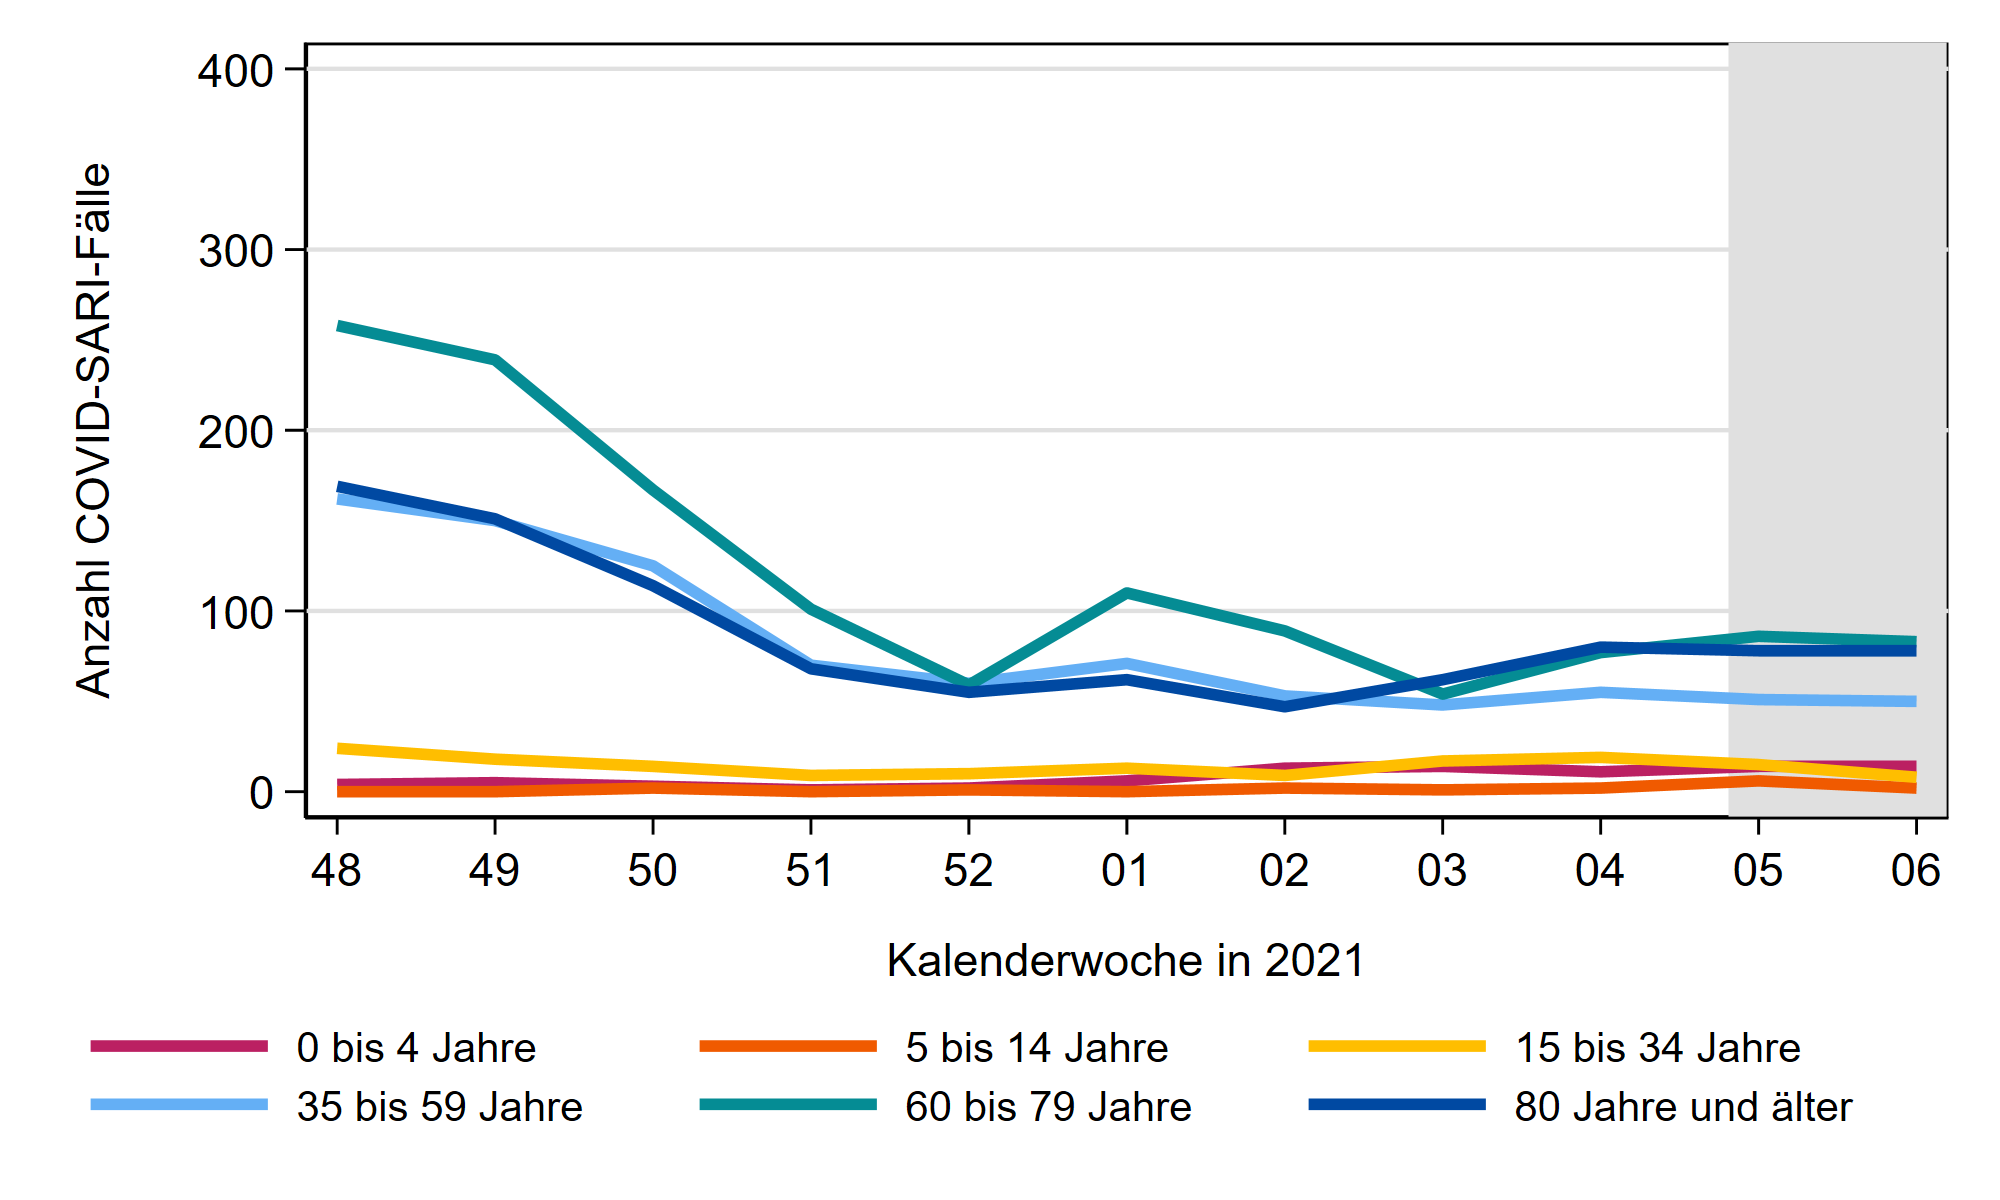 Anzahl COVID-SARI-Fälle
400
300
200
100
0
48 49 50 51 52 01 02 03 04 05 06
Kalenderwoche in 2021
0 bis 4 Jahre 5 bis 14 Jahre 15 bis 34 Jahre
35 bis 59 Jahre 60 bis 79 Jahre 80 Jahre und älter